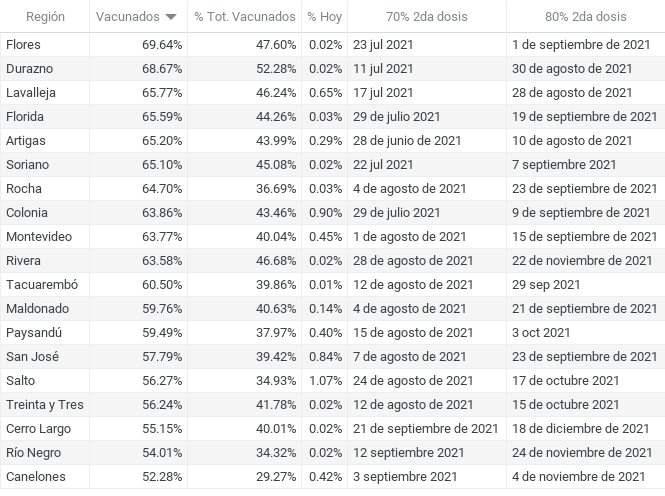 Región Vacunados % Tot. Vacunados % Hoy 70% 2da dosis 80% 2da dosis
Flores 69.64% 47.60% 0.02% 23 jul 2021 1 de septiembre de 2021
Durazno 68.67% 52.28% 0.02% 11 jul 2021 30 de agosto de 2021
Lavalleja 65.77% 46.24% 0.65% 17 jul 2021 28 de agosto de 2021
Florida 65.59% 44.26% 0.03% 29 de julio 2021 19 de septiembre de 2021
Artigas 65.20% 43.99% 0.29% 28 de junio de 2021 10 de agosto de 2021
Soriano 65.10% 45.08% 0.02% 22 jul 2021 7 septiembre 2021
Rocha 64.70% 36.69% 0.03% 4 de agosto de 2021 23 de septiembre de 2021
Colonia 63.86% 43.46% 0.90% 29 de julio 2021 9 de septiembre de 2021
Montevideo 63.77% 40.04% 0.45% 1 de agosto de 2021 15 de septiembre de 2021
Rivera 63.58% 46.68% 0.02% 28 de agosto de 2021 22 de noviembre de 2021
Tacuarembó 60.50% 39.86% 0.01% 12 de agosto de 2021 29 sep 2021
Maldonado 59.76% 40.63% 0.14% 4 de agosto de 2021 21 de septiembre de 2021
Paysandú 59.49% 37.97% 0.40% 15 de agosto de 2021 3 oct 2021
San José 57.79% 39.42% 0.84% 7 de agosto de 2021 23 de septiembre de 2021
Salto 56.27% 34.93% 1.07% 24 de agosto de 2021 17 de octubre 2021
Treinta y Tres 56.24% 41.78% 0.02% 12 de agosto de 2021 15 de octubre 2021
Cerro Largo 55.15% 40.01% 0.02% 21 de septiembre de 2021 18 de diciembre de 2021
Río Negro 54.01% 34.32% 0.02% 12 septiembre 2021 24 de noviembre de 2021
Canelones 52.28% 29.27% 0.42% 3 septiembre 2021 4 de noviembre de 2021